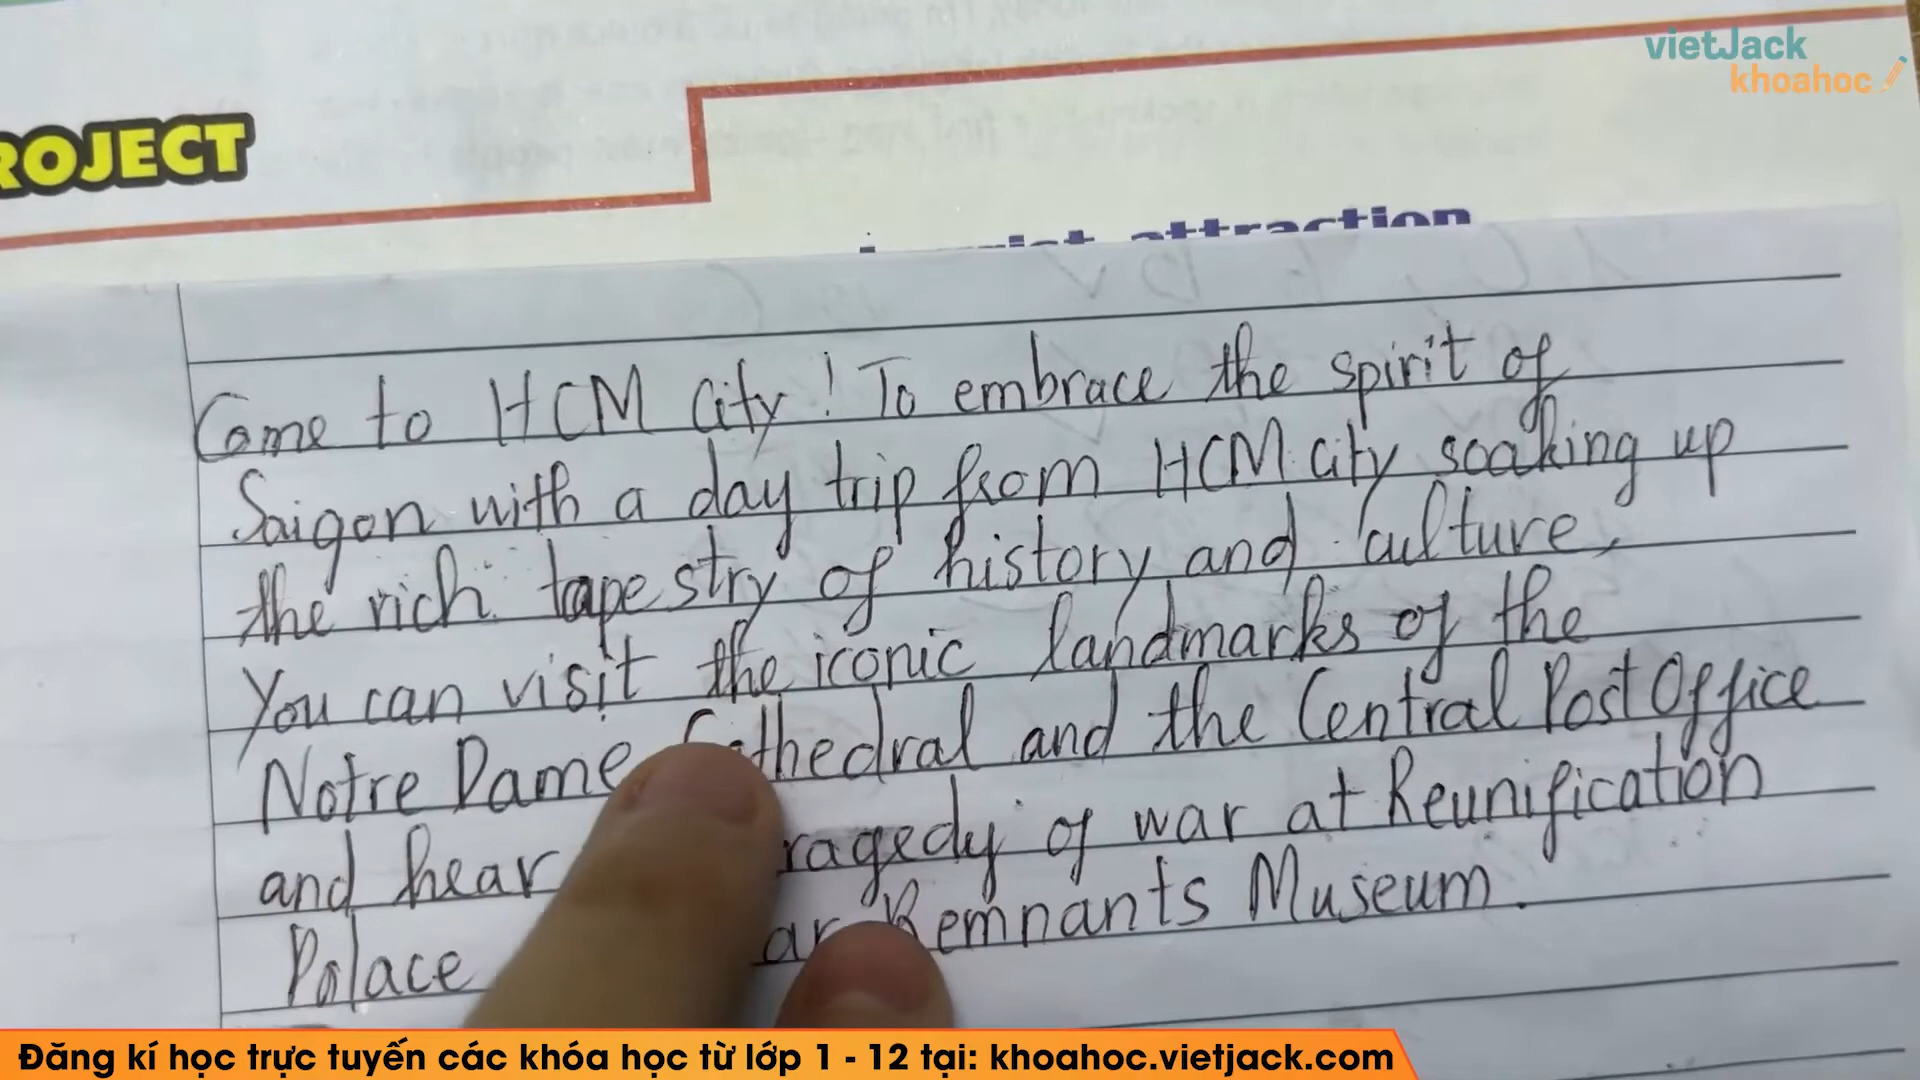 vietJack
khoahoc
ROJECT
attraction
Come to HCM City! To embrace the spirit of
Saigon with a day trip from HCM City soaking up
the rich tapestry of history and culture,
You can visit the iconic landmarks of the
Notre Dame Cathedral and the Central Post Office
and hear ragedy of war at Reunification
Palace ar Remnants Museum.
Đăng kí học trực tuyến các khóa học từ lớp 1 - 12 tại: khoahoc.vietjack.com